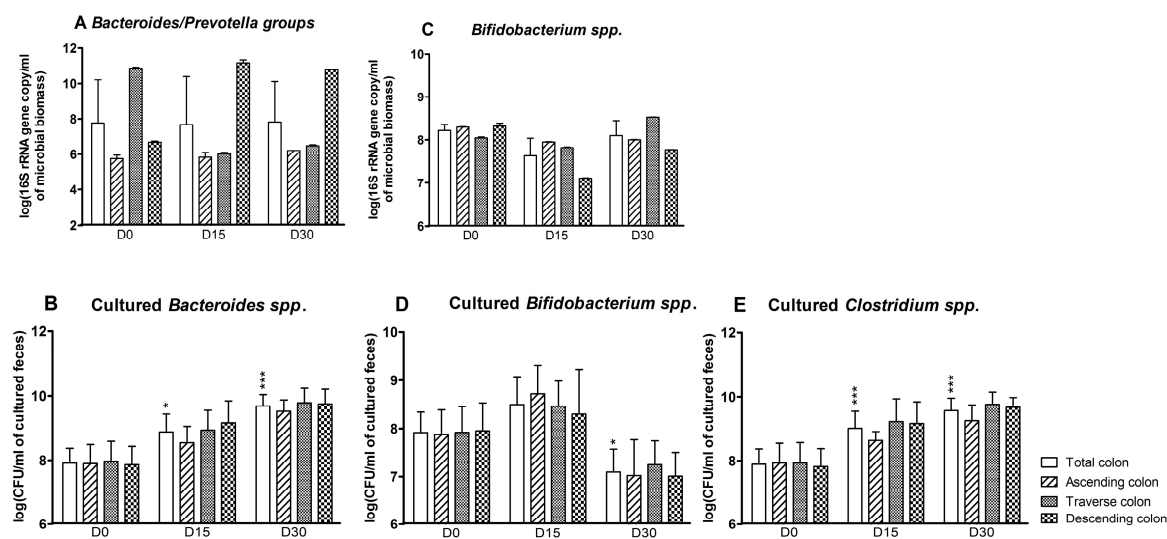 A Bacteroides/Prevotella groups
log(16S rRNA gene copy/ml
of microbial biomass)
12
10
8
6
4
2
D0 D15 D30
C Bifidobacterium spp.
log(16S rRNA gene copy/ml
of microbial biomass)
10
9
8
7
6
D0 D15 D30
B Cultured Bacteroides spp.
log(CFU/ml of cultured feces)
12
10
8
6
*
***
D0 D15 D30
D Cultured Bifidobacterium spp.
log(CFU/ml of cultured feces)
10
9
8
7
6
*
D0 D15 D30
E Cultured Clostridium spp.
log(CFU/ml of cultured feces)
12
10
8
6
***
***
D0 D15 D30
Total colon
Ascending colon
Traverse colon
Descending colon